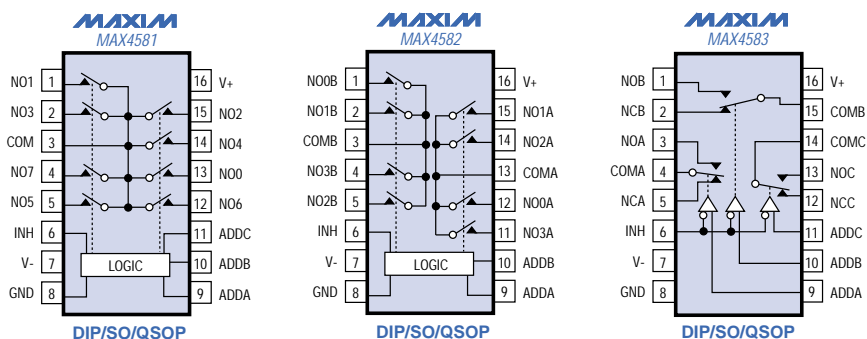 MAXIM
MAX4581
NO1 1 16 V+
NO3 2 15 NO2
COM 3 14 NO4
NO7 4 13 NO0
NO5 5 12 NO6
INH 6 11 ADDC
V- 7 LOGIC 10 ADDB
GND 8 9 ADDA
DIP/SO/QSOP
MAXIM
MAX4582
NO0B 1 16 V+
NO1B 2 15 NO1A
COMB 3 14 NO2A
NO3B 4 13 COMA
NO2B 5 12 NO0A
INH 6 11 NO3A
V- 7 LOGIC 10 ADDB
GND 8 9 ADDA
DIP/SO/QSOP
MAXIM
MAX4583
NOB 1 16 V+
NCB 2 15 COMB
NOA 3 14 COMC
COMA 4 13 NOC
NCA 5 12 NCC
INH 6 11 ADDC
V- 7 10 ADDB
GND 8 9 ADDA
DIP/SO/QSOP